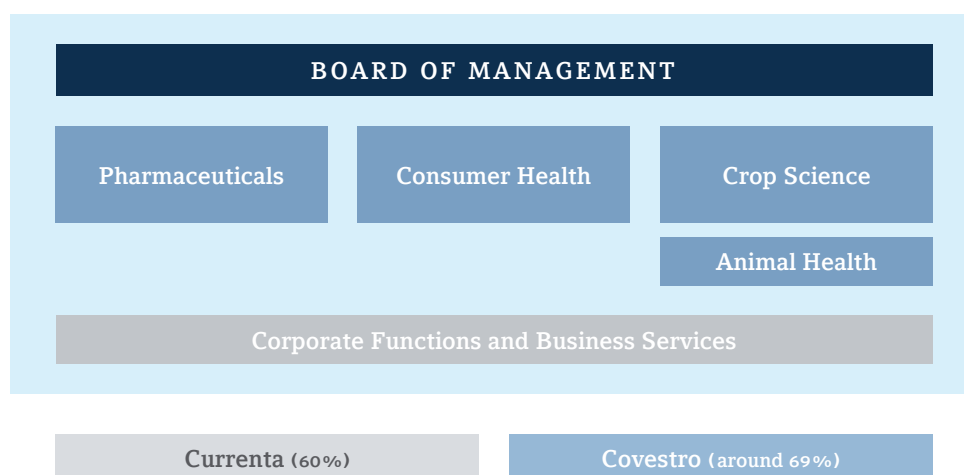 BOARD OF MANAGEMENT
Pharmaceuticals
Consumer Health
Crop Science
Animal Health
Corporate Functions and Business Services
Currenta (60%)
Covestro (around 69%)